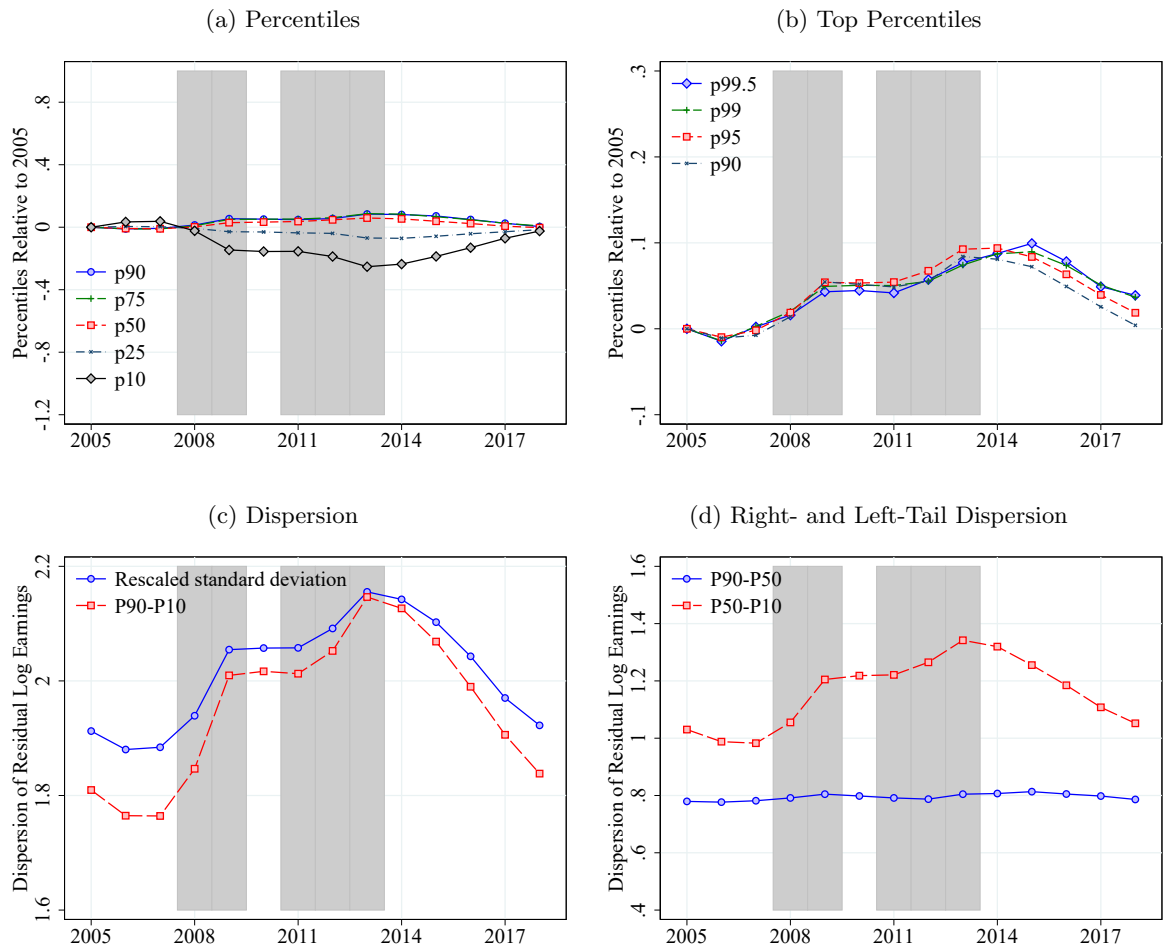 (a) Percentiles
Percentiles Relative to 2005
.8
.4
0
-.4
-.8
-1.2
p90
p75
p50
p25
p10
2005 2008 2011 2014 2017
(b) Top Percentiles
Percentiles Relative to 2005
.3
.2
.1
0
-.1
p99.5
p99
p95
p90
2005 2008 2011 2014 2017
(c) Dispersion
Dispersion of Residual Log Earnings
2.2
2
1.8
1.6
Rescaled standard deviation
P90-P10
2005 2008 2011 2014 2017
(d) Right- and Left-Tail Dispersion
Dispersion of Residual Log Earnings
1.6
1.4
1.2
1
.8
.6
.4
P90-P50
P50-P10
2005 2008 2011 2014 2017